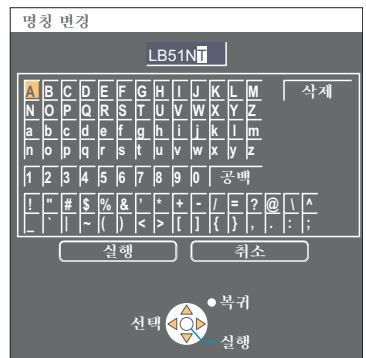 명칭 변경
LB51NT
A B C D E F G H I J K L M 삭제
N O P Q R S T U V W X Y Z
a b c d e f g h i j k l m
n o p q r s t u v w x y z
1 2 3 4 5 6 7 8 9 0 공백
! " # $ % & ' * + - / = ? @ \ ^
_ ` | ~ ( ) < > [ ] { } , . : ;
실행 취소
복귀
선택
실행